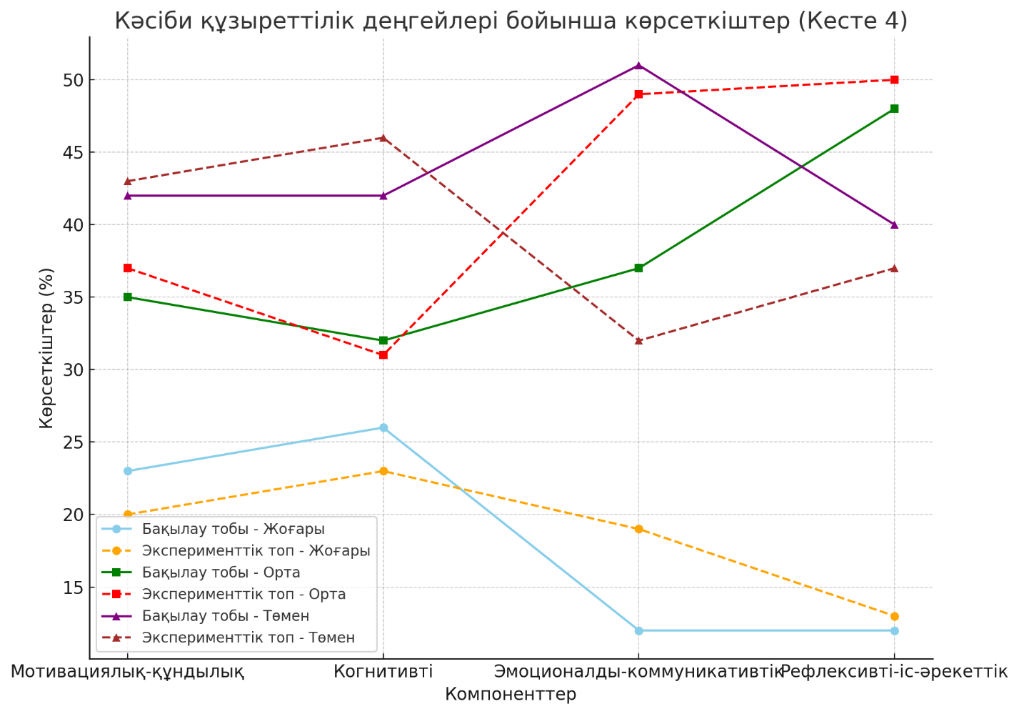 Кәсіби құзыреттілік деңгейлері бойынша көрсеткіштер (Кесте 4)
Көрсеткіштер (%)
50
45
40
35
30
25
20
15
Бақылау тобы - Жоғары
Эксперименттік топ - Жоғары
Бақылау тобы - Орта
Эксперименттік топ - Орта
Бақылау тобы - Төмен
Эксперименттік топ - Төмен
Мотивациялық-құндылық
Когнитивті
Эмоционалды-коммуникативтік
Рефлексивті-іс-әрекеттік
Компоненттер